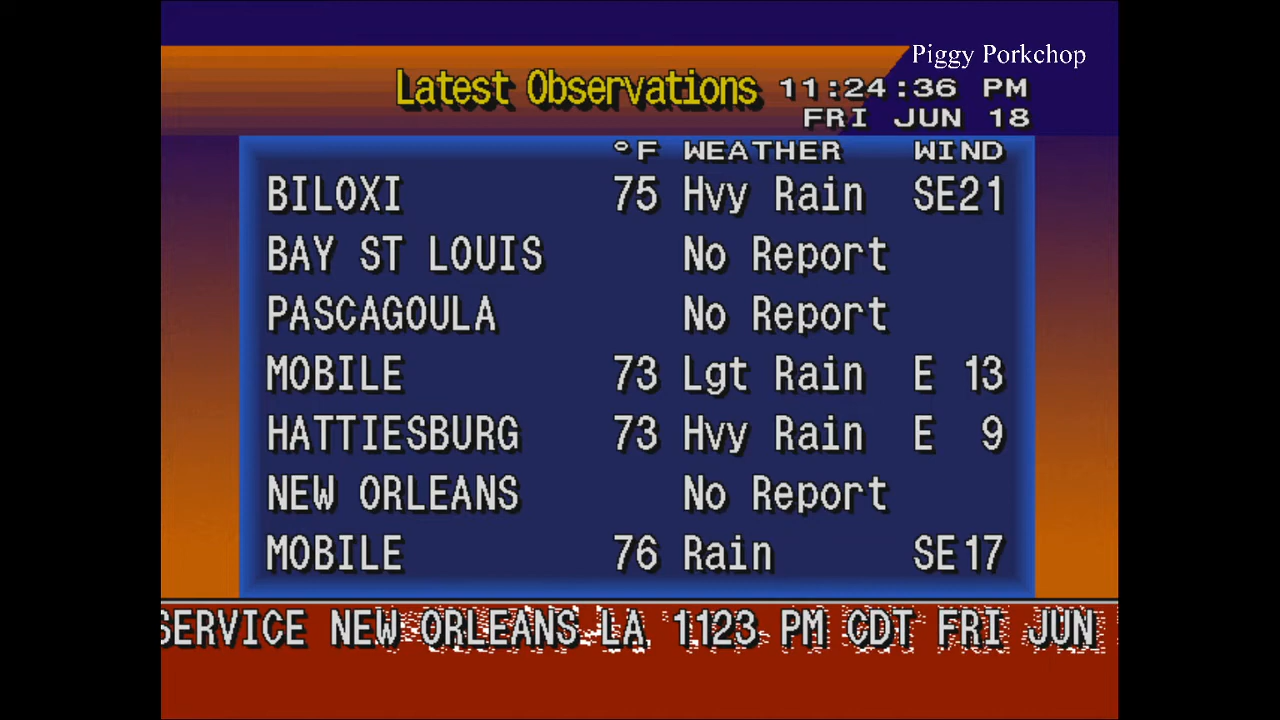 Piggy Porkchop
Latest Observations 11:24:36 PM
FRI JUN 18
°F WEATHER WIND
BILOXI 75 Hvy Rain SE21
BAY ST LOUIS No Report
PASCAGOULA No Report
MOBILE 73 Lgt Rain E 13
HATTIESBURG 73 Hvy Rain E 9
NEW ORLEANS No Report
MOBILE 76 Rain SE17
SERVICE NEW ORLEANS LA 1123 PM CDT FRI JUN